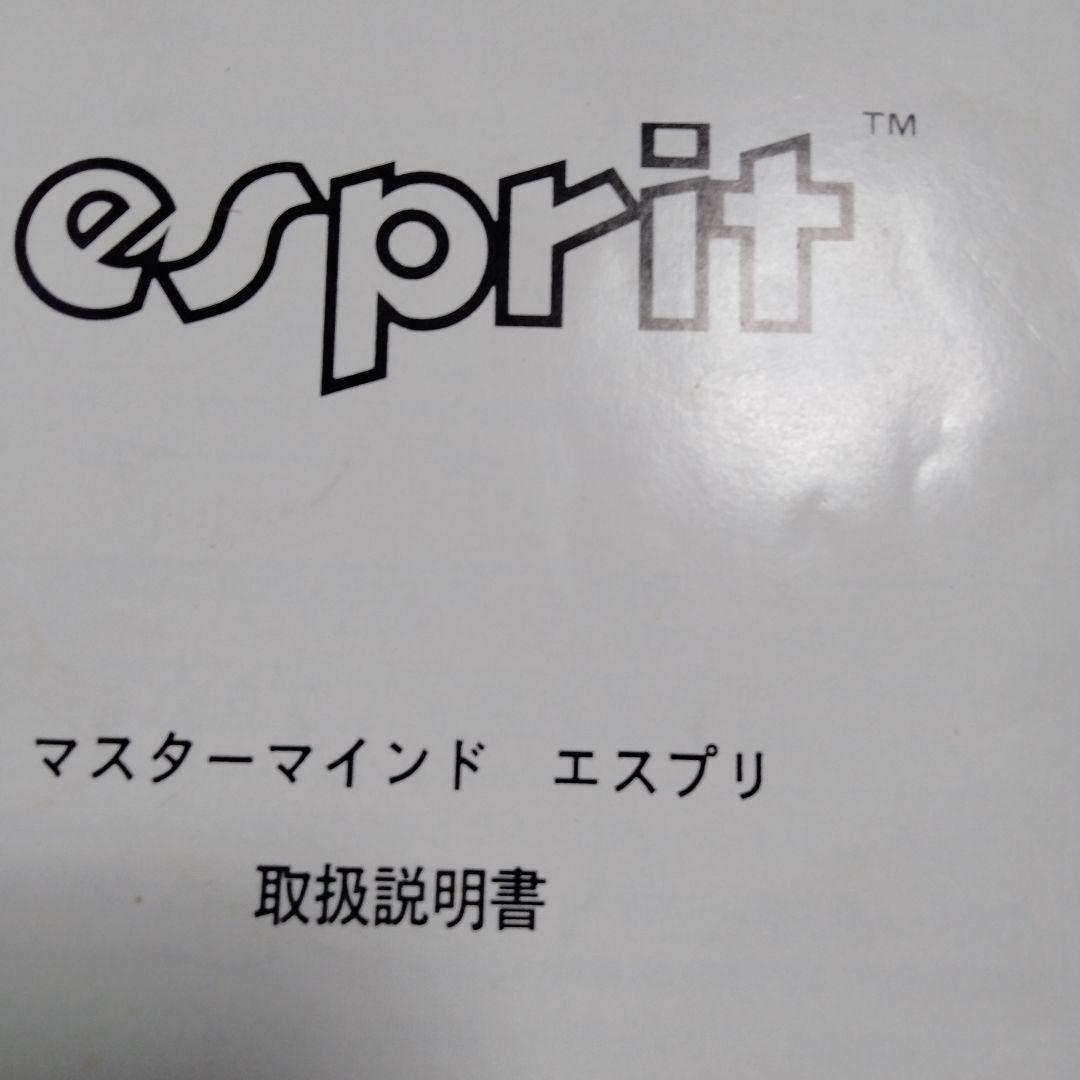 esprit™
マスターマインド エスプリ
取扱説明書